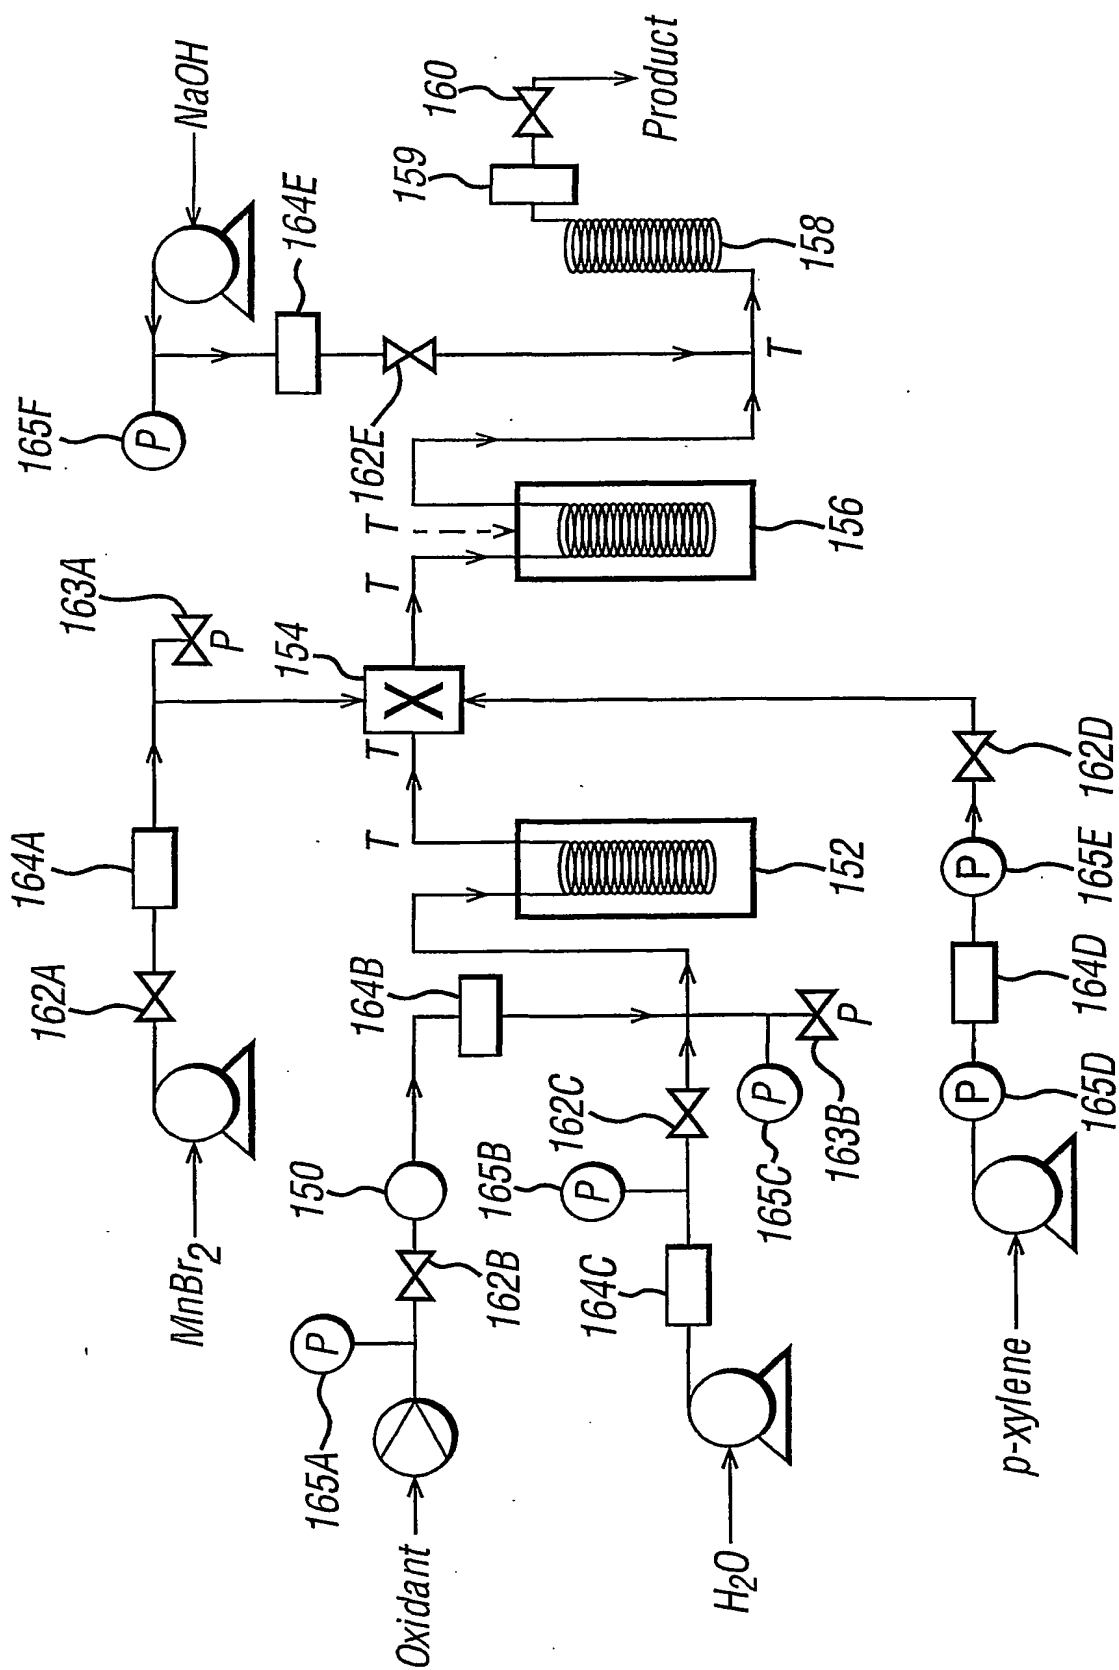 164A
165F
162A
163A
P
MnBr2
NaOH
P
154
164E
150
165A
P
164B
162E
T
T
T
T
X
Oxidant
159
160
165B
162B
162C
P
164C
Product
H2O
P
165C
T
158
163B
P
152
156
P
P
p-xylene
165D
164D
165E
162D